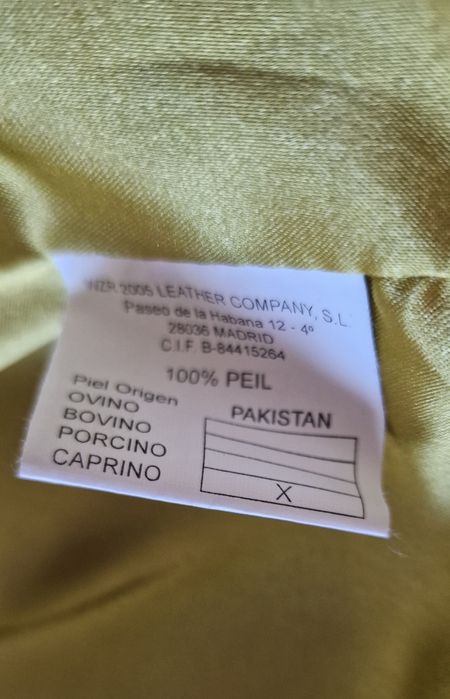 WZR 2005 LEATHER COMPANY, S.L.
Paseo de la Habana 12 - 4º
28036 MADRID
C.I.F. B-84415264
100% PEIL
Piel Origen
PAKISTAN
OVINO
BOVINO
PORCINO
CAPRINO X